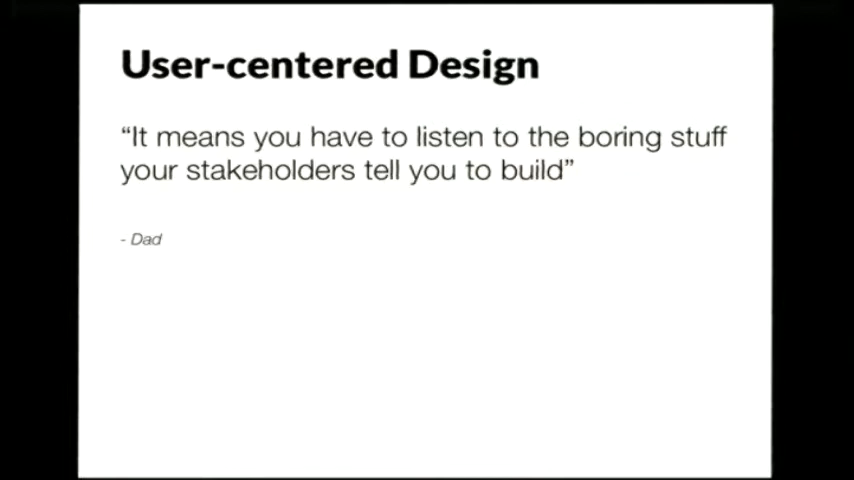 User-centered Design
“It means you have to listen to the boring stuff
your stakeholders tell you to build”
- Dad